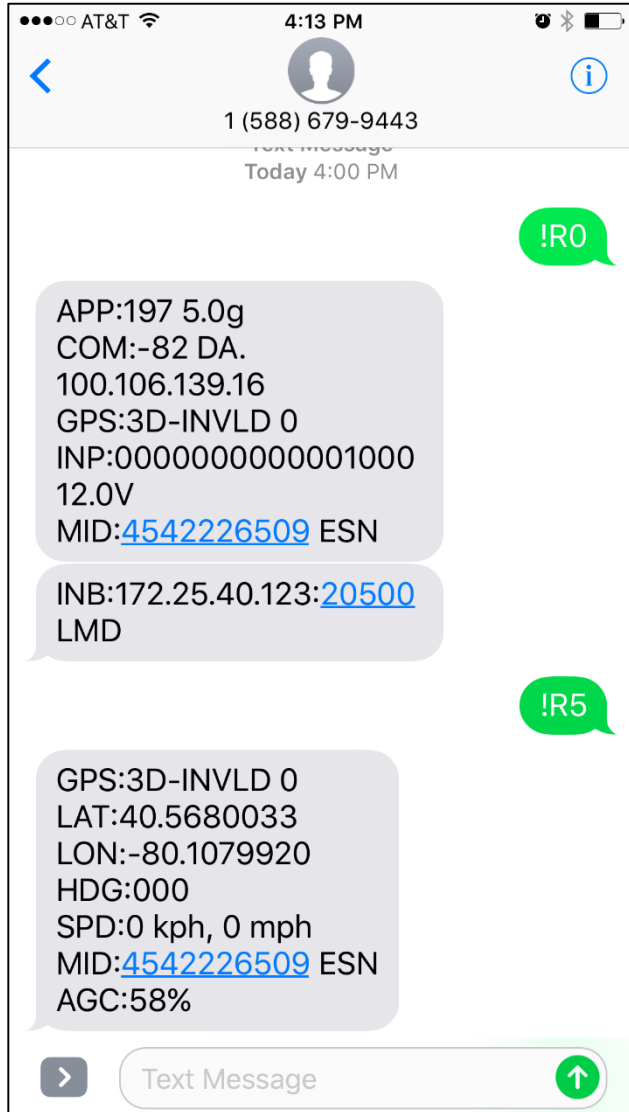 AT&T 4:13 PM
1 (588) 679-9443
Text Message
Today 4:00 PM
!R0
APP:197 5.0g
COM:-82 DA.
100.106.139.16
GPS:3D-INVLD 0
INP:0000000000001000
12.0V
MID:4542226509 ESN
INB:172.25.40.123:20500
LMD
!R5
GPS:3D-INVLD 0
LAT:40.5680033
LON:-80.1079920
HDG:000
SPD:0 kph, 0 mph
MID:4542226509 ESN
AGC:58%
Text Message